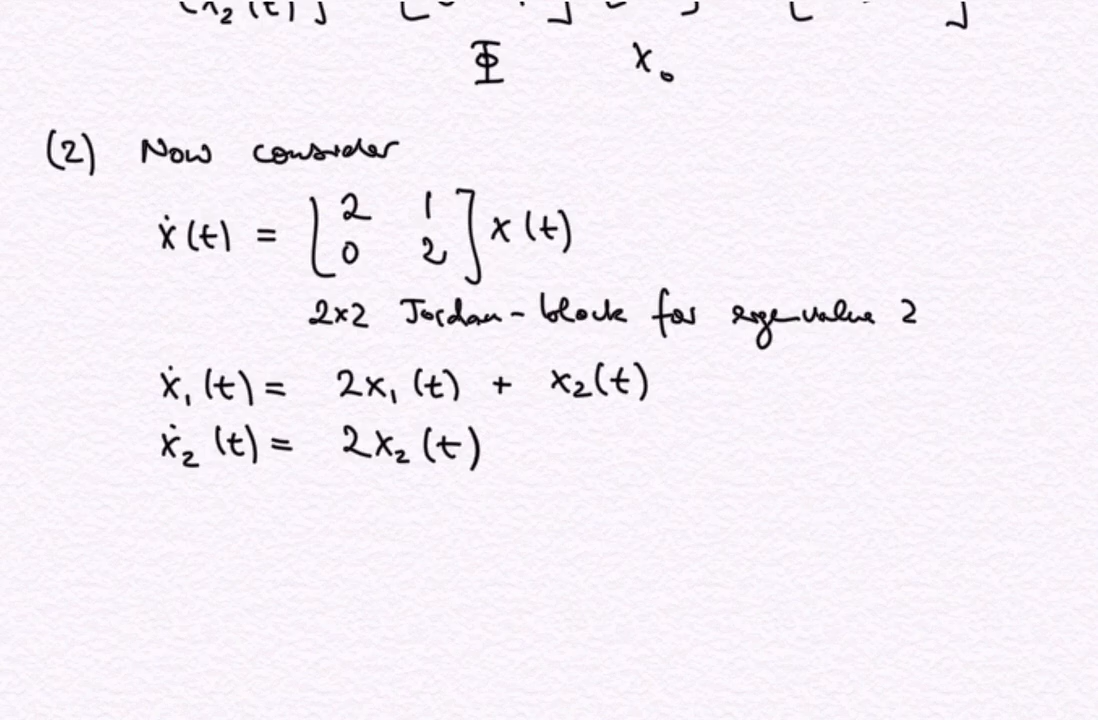 x₂(t)
Φ x₀
(2) Now consider
ẋ(t) = [2 1
0 2] x(t)
2x2 Jordan-block for eigenvalue 2
ẋ₁(t) = 2x₁(t) + x₂(t)
ẋ₂(t) = 2x₂(t)